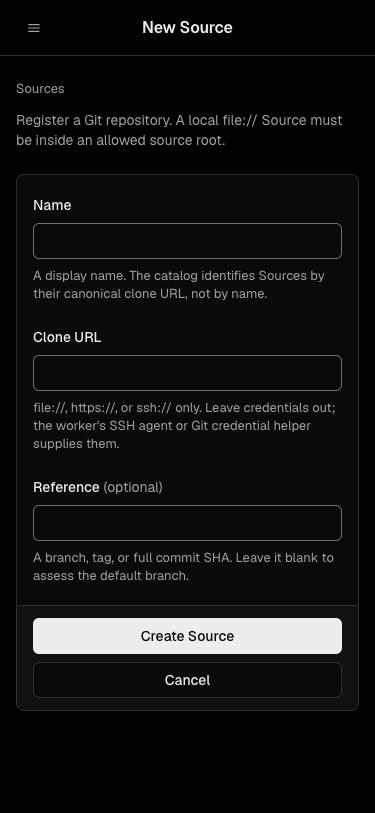 New Source
Sources
Register a Git repository. A local file:// Source must
be inside an allowed source root.
Name
A display name. The catalog identifies Sources by
their canonical clone URL, not by name.
Clone URL
file://, https://, or ssh:// only. Leave credentials out;
the worker's SSH agent or Git credential helper
supplies them.
Reference (optional)
A branch, tag, or full commit SHA. Leave it blank to
assess the default branch.
Create Source
Cancel